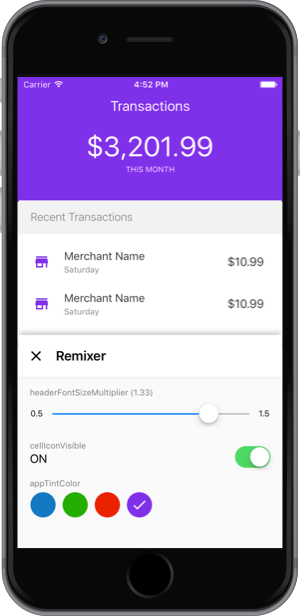 Carrier 4:52 PM
Transactions
$3,201.99
THIS MONTH
Recent Transactions
Merchant Name $10.99
Saturday
Merchant Name $10.99
Saturday
Remixer
headerFontSizeMultiplier (1.33)
0.5 1.5
cellIconVisible
ON
appTintColor